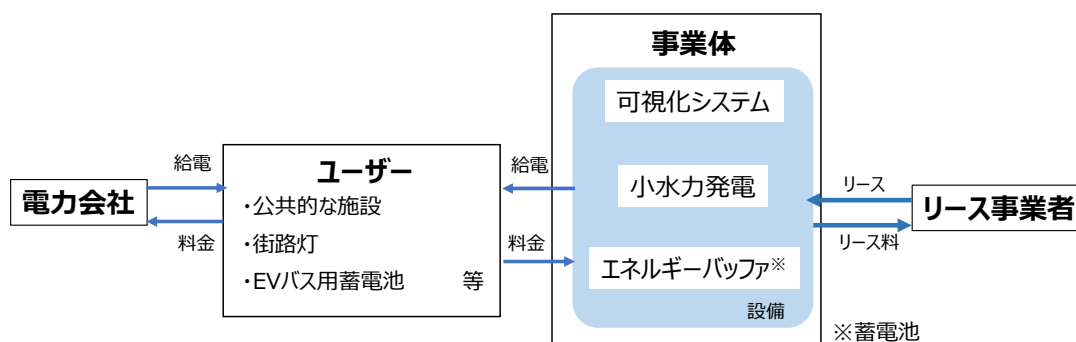 事業体
可視化システム
小水力発電
エネルギーバッファ※
設備
電力会社
給電
料金
ユーザー
・公共的な施設
・街路灯
・EVバス用蓄電池 等
給電
料金
リース
リース料
リース事業者
※蓄電池